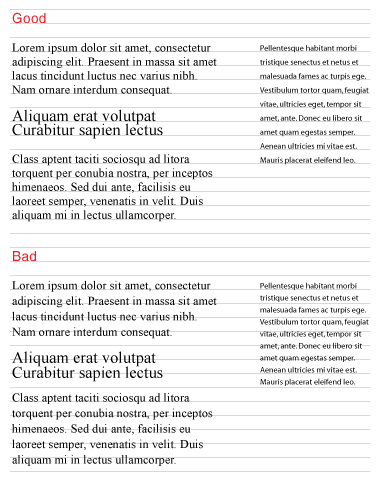 Good
Lorem ipsum dolor sit amet, consectetur
adipiscing elit. Praesent in massa sit amet
lacus tincidunt luctus nec varius nibh.
Nam ornare interdum consequat.
Aliquam erat volutpat
Curabitur sapien lectus
Class aptent taciti sociosqu ad litora
torquent per conubia nostra, per inceptos
himenaeos. Sed dui ante, facilisis eu
laoreet semper, venenatis in velit. Duis
aliquam mi in lectus ullamcorper.
Pellentesque habitant morbi
tristique senectus et netus et
malesuada fames ac turpis ege.
Vestibulum tortor quam, feugiat
vitae, ultricies eget, tempor sit
amet, ante. Donec eu libero sit
amet quam egestas semper.
Aenean ultricies mi vitae est.
Mauris placerat eleifend leo.
Bad
Lorem ipsum dolor sit amet, consectetur
adipiscing elit. Praesent in massa sit amet
lacus tincidunt luctus nec varius nibh.
Nam ornare interdum consequat.
Aliquam erat volutpat
Curabitur sapien lectus
Class aptent taciti sociosqu ad litora
torquent per conubia nostra, per inceptos
himenaeos. Sed dui ante, facilisis eu
laoreet semper, venenatis in velit. Duis
aliquam mi in lectus ullamcorper.
Pellentesque habitant morbi
tristique senectus et netus et
malesuada fames ac turpis ege.
Vestibulum tortor quam, feugiat
vitae, ultricies eget, tempor sit
amet, ante. Donec eu libero sit
amet quam egestas semper.
Aenean ultricies mi vitae est.
Mauris placerat eleifend leo.